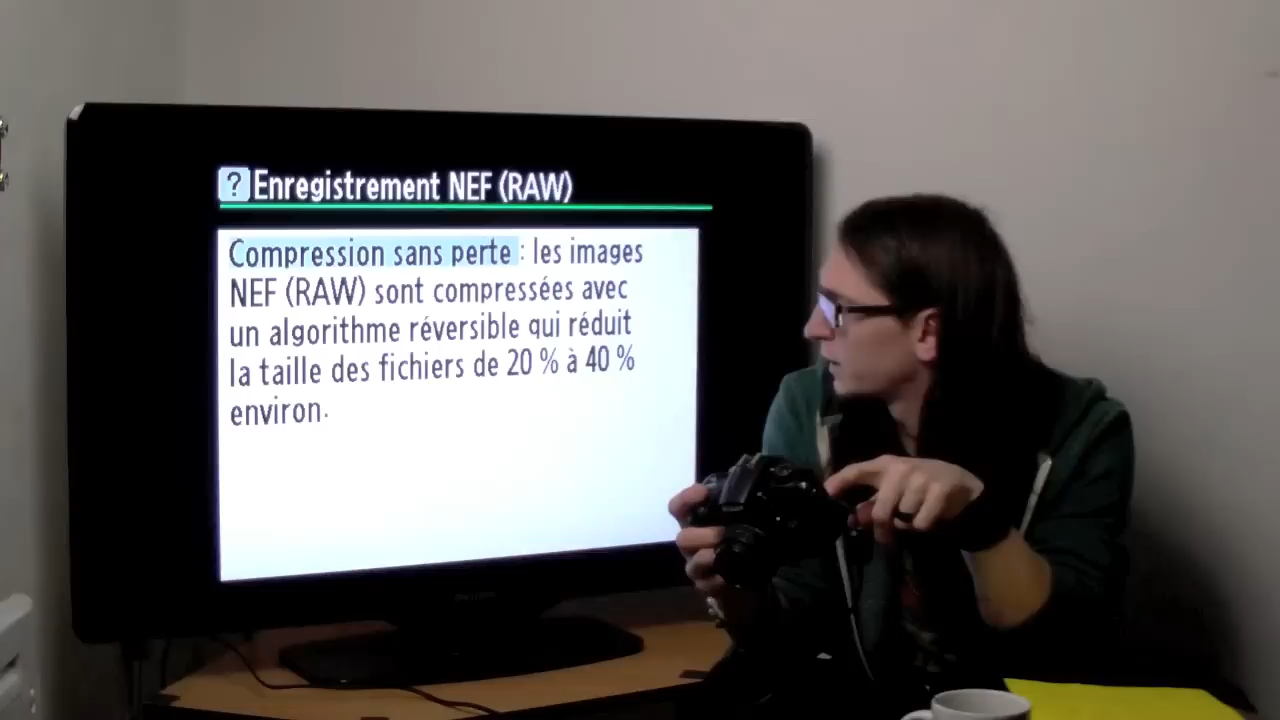 ? Enregistrement NEF (RAW)
Compression sans perte : les images
NEF (RAW) sont compressées avec
un algorithme réversible qui réduit
la taille des fichiers de 20 % à 40 %
environ.